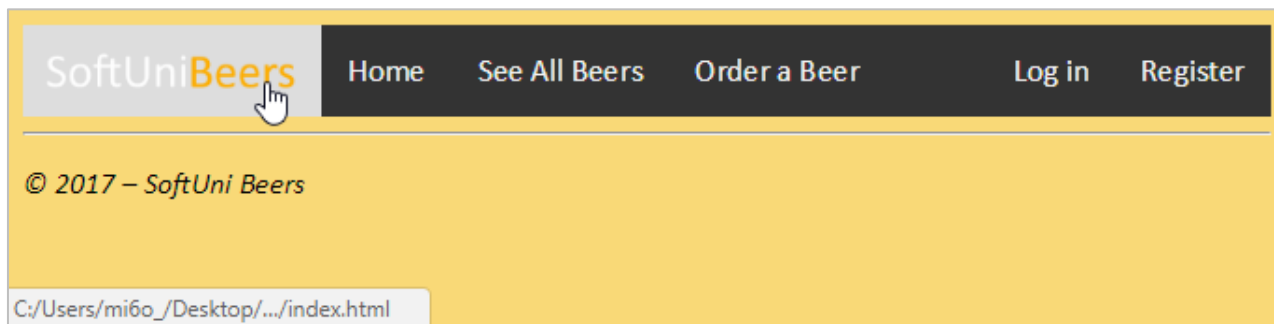 SoftUniBeers Home See All Beers Order a Beer Log in Register
© 2017 – SoftUni Beers
C:/Users/mi6o_/Desktop/.../index.html